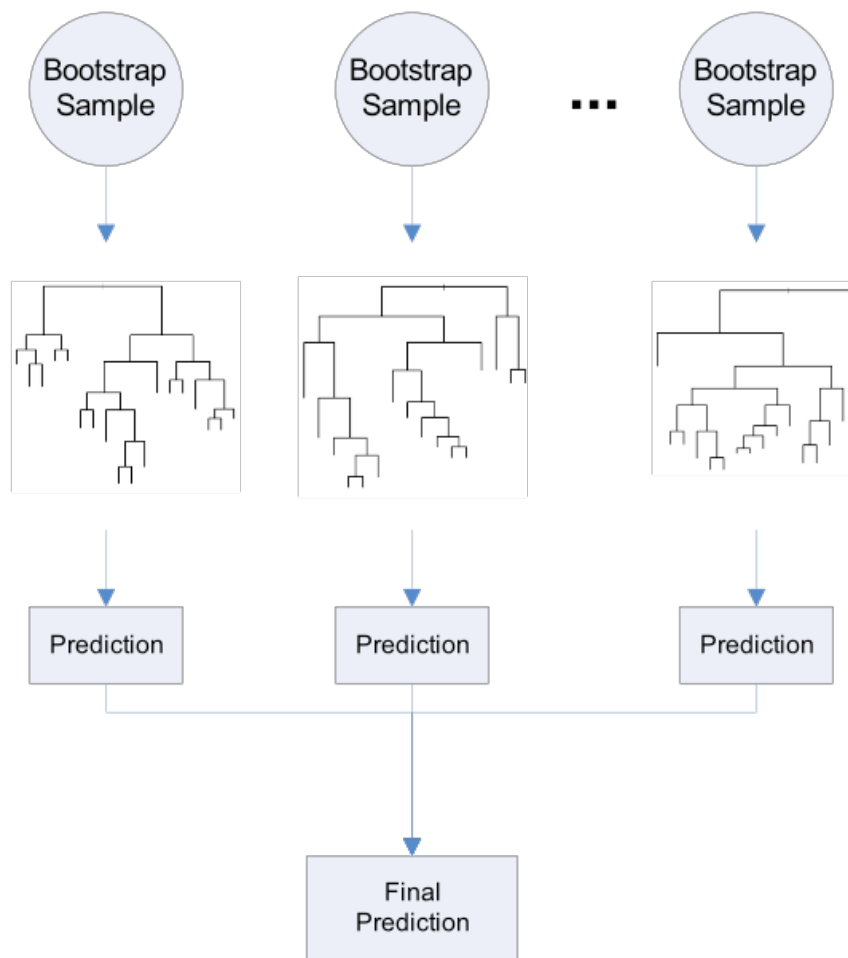 Bootstrap
Sample
Bootstrap
Sample
...
Bootstrap
Sample
Prediction
Prediction
Prediction
Final
Prediction